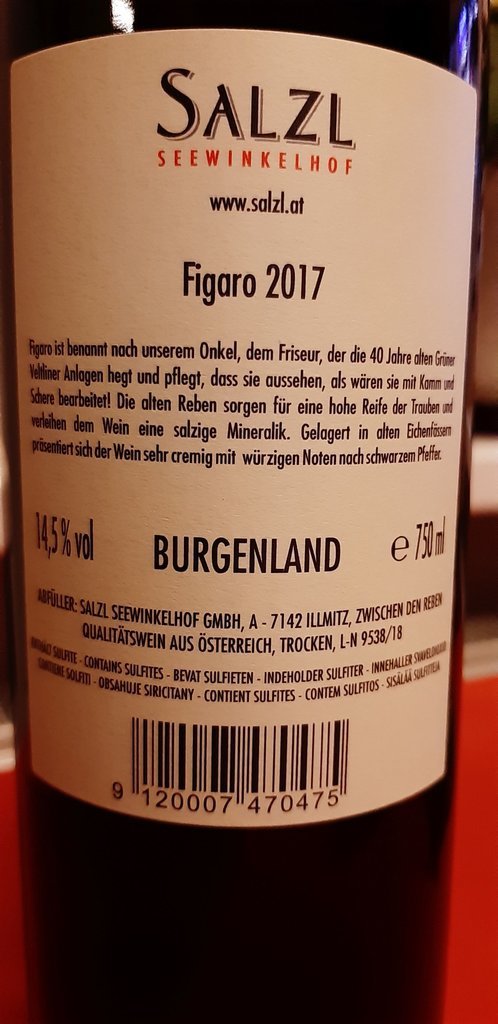 SALZL
SEEWINKELHOF
www.salzl.at
Figaro 2017
Figaro ist benannt nach unserem Onkel, dem Friseur, der die 40 Jahre alten Grüner
Veltliner Anlagen hegt und pflegt, dass sie aussehen, als wären sie mit Kamm und
Schere bearbeitet! Die alten Reben sorgen für eine hohe Reife der Trauben und
verleihen dem Wein eine salzige Mineralik. Gelagert in alten Eichenfässern
präsentiert sich der Wein sehr cremig mit würzigen Noten nach schwarzem Pfeffer.
14,5 % vol BURGENLAND e 750 ml
ABFÜLLER: SALZL SEEWINKELHOF GMBH, A - 7142 ILLMITZ, ZWISCHEN DEN REBEN
QUALITÄTSWEIN AUS ÖSTERREICH, TROCKEN, L-N 9538/18
ENTHÄLT SULFITE - CONTAINS SULFITES - BEVAT SULFIETEN - INDEHOLDER SULFITER - INNEHALLER
CONTIENE SOLFITI - OBSAHUJE SIRICITANY - CONTIENT SULFITES - CONTEM SULFITOS - SISÄLÄÄ SULFIITTEJA
9 120007 470475